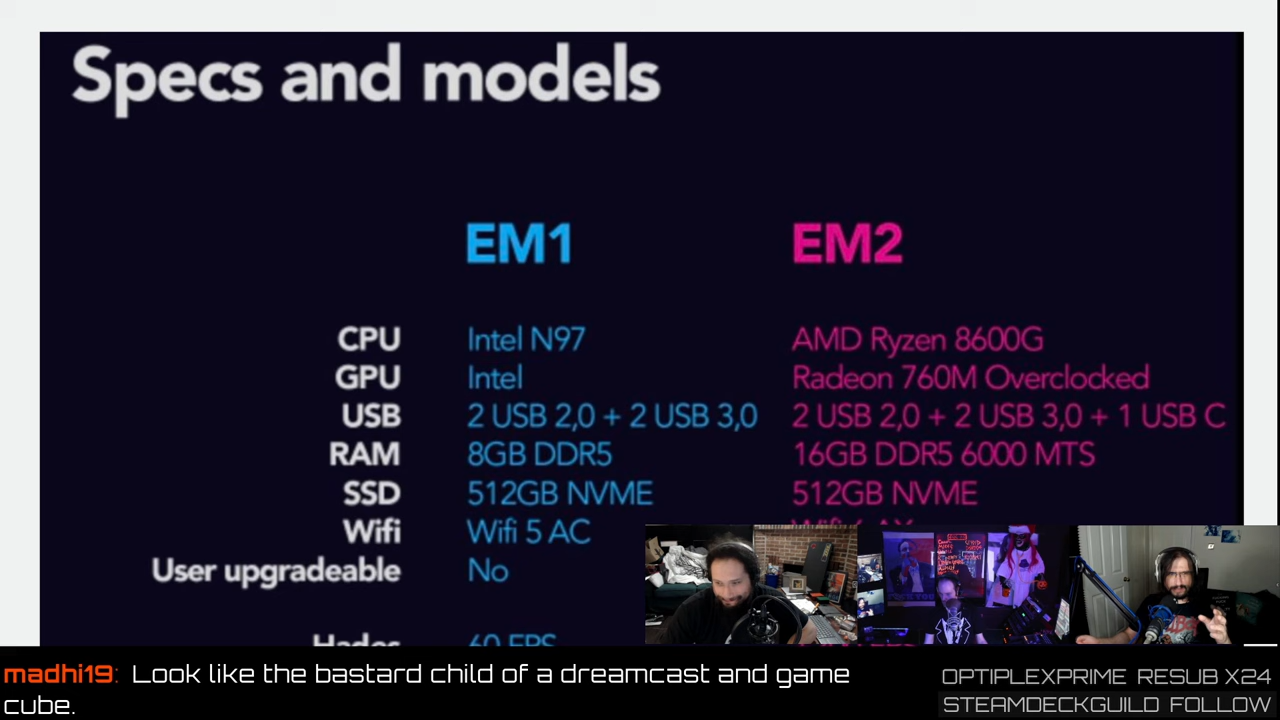 Specs and models
EM1 EM2
CPU Intel N97 AMD Ryzen 8600G
GPU Intel Radeon 760M Overclocked
USB 2 USB 2,0 + 2 USB 3,0 2 USB 2,0 + 2 USB 3,0 + 1 USB C
RAM 8GB DDR5 16GB DDR5 6000 MTS
SSD 512GB NVME 512GB NVME
Wifi Wifi 5 AC
User upgradeable No
Hades 60 FPS
madhi19: Look like the bastard child of a dreamcast and game
cube.
OPTIPLEXPRIME RESUB X24
STEAMDECKGUILD FOLLOW